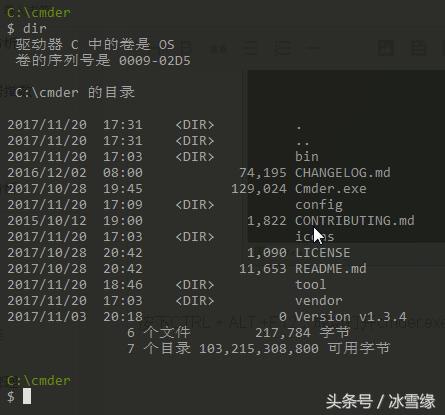 C:\cmder
$ dir
驱动器 C 中的卷是 OS
卷的序列号是 0009-02D5
C:\cmder 的目录
2017/11/20 17:31 <DIR> .
2017/11/20 17:31 <DIR> ..
2017/11/20 17:03 <DIR> bin
2016/12/02 08:00 74,195 CHANGELOG.md
2017/10/28 19:45 129,024 Cmder.exe
2017/11/20 17:09 <DIR> config
2015/10/12 19:00 1,822 CONTRIBUTING.md
2017/11/20 17:03 <DIR> icons
2017/10/28 20:42 1,090 LICENSE
2017/10/28 20:42 11,653 README.md
2017/11/20 18:46 <DIR> tool
2017/11/20 17:03 <DIR> vendor
2017/11/03 20:18 0 Version v1.3.4
6 个文件 217,784 字节
7 个目录 103,215,308,800 可用字节
C:\cmder
$
头条号 / 冰雪缘